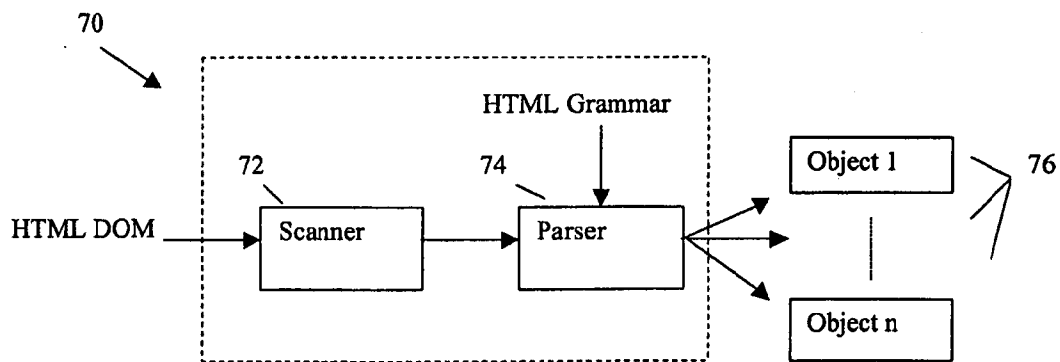 70
HTML Grammar
72
74
Object 1
76
HTML DOM
Scanner
Parser
Object n